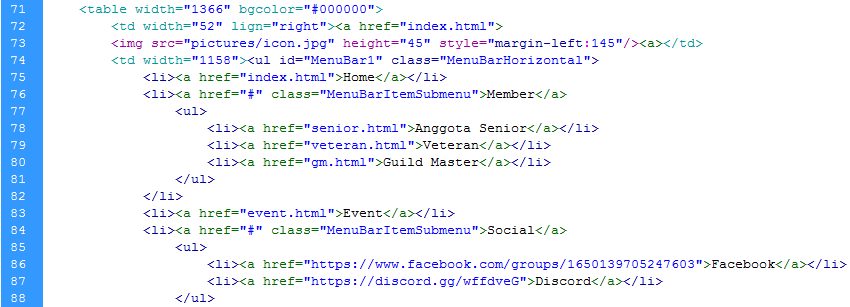 71 <table width="1366" bgcolor="#000000">
72 <td width="52" lign="right"><a href="index.html">
73 <img src="pictures/icon.jpg" height="45" style="margin-left:145"/><a></td>
74 <td width="1158"><ul id="MenuBar1" class="MenuBarHorizontal">
75 <li><a href="index.html">Home</a></li>
76 <li><a href="#" class="MenuBarItemSubmenu">Member</a>
77 <ul>
78 <li><a href="senior.html">Anggota Senior</a></li>
79 <li><a href="veteran.html">Veteran</a></li>
80 <li><a href="gm.html">Guild Master</a></li>
81 </ul>
82 </li>
83 <li><a href="event.html">Event</a></li>
84 <li><a href="#" class="MenuBarItemSubmenu">Social</a>
85 <ul>
86 <li><a href="https://www.facebook.com/groups/1650139705247603">Facebook</a></li>
87 <li><a href="https://discord.gg/wffdveG">Discord</a></li>
88 </ul>